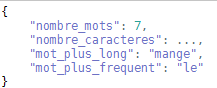 {
    "nombre_mots": 7,
    "nombre_caracteres": ...,
    "mot_plus_long": "mange",
    "mot_plus_frequent": "le"
}